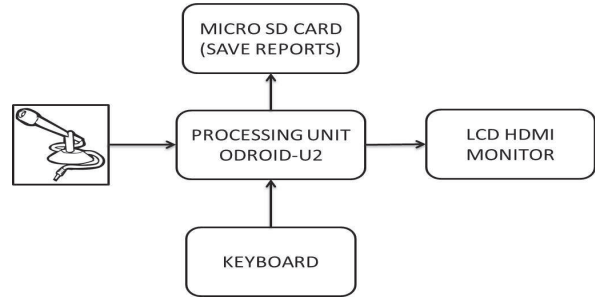 MICRO SD CARD
(SAVE REPORTS)
PROCESSING UNIT
ODROID-U2
LCD HDMI
MONITOR
KEYBOARD